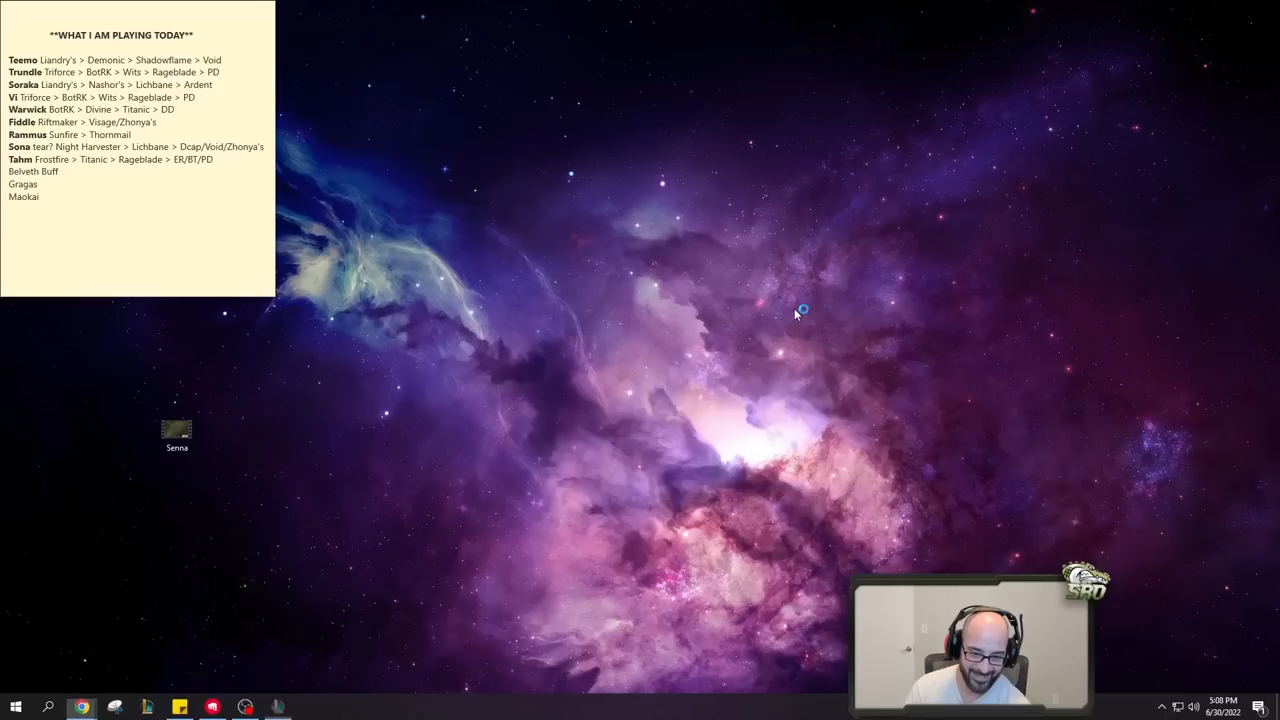 **WHAT I AM PLAYING TODAY**
Teemo Liandry's > Demonic > Shadowflame > Void
Trundle Triforce > BotRK > Wits > Rageblade > PD
Soraka Liandry's > Nashor's > Lichbane > Ardent
Vi Triforce > BotRK > Wits > Rageblade > PD
Warwick BotRK > Divine > Titanic > DD
Fiddle Riftmaker > Visage/Zhonya's
Rammus Sunfire > Thornmail
Sona tear? Night Harvester > Lichbane > Dcap/Void/Zhonya's
Tahm Frostfire > Titanic > Rageblade > ER/BT/PD
Belveth Buff
Gragas
Maokai
Senna
SRO
5:08 PM
6/30/2022